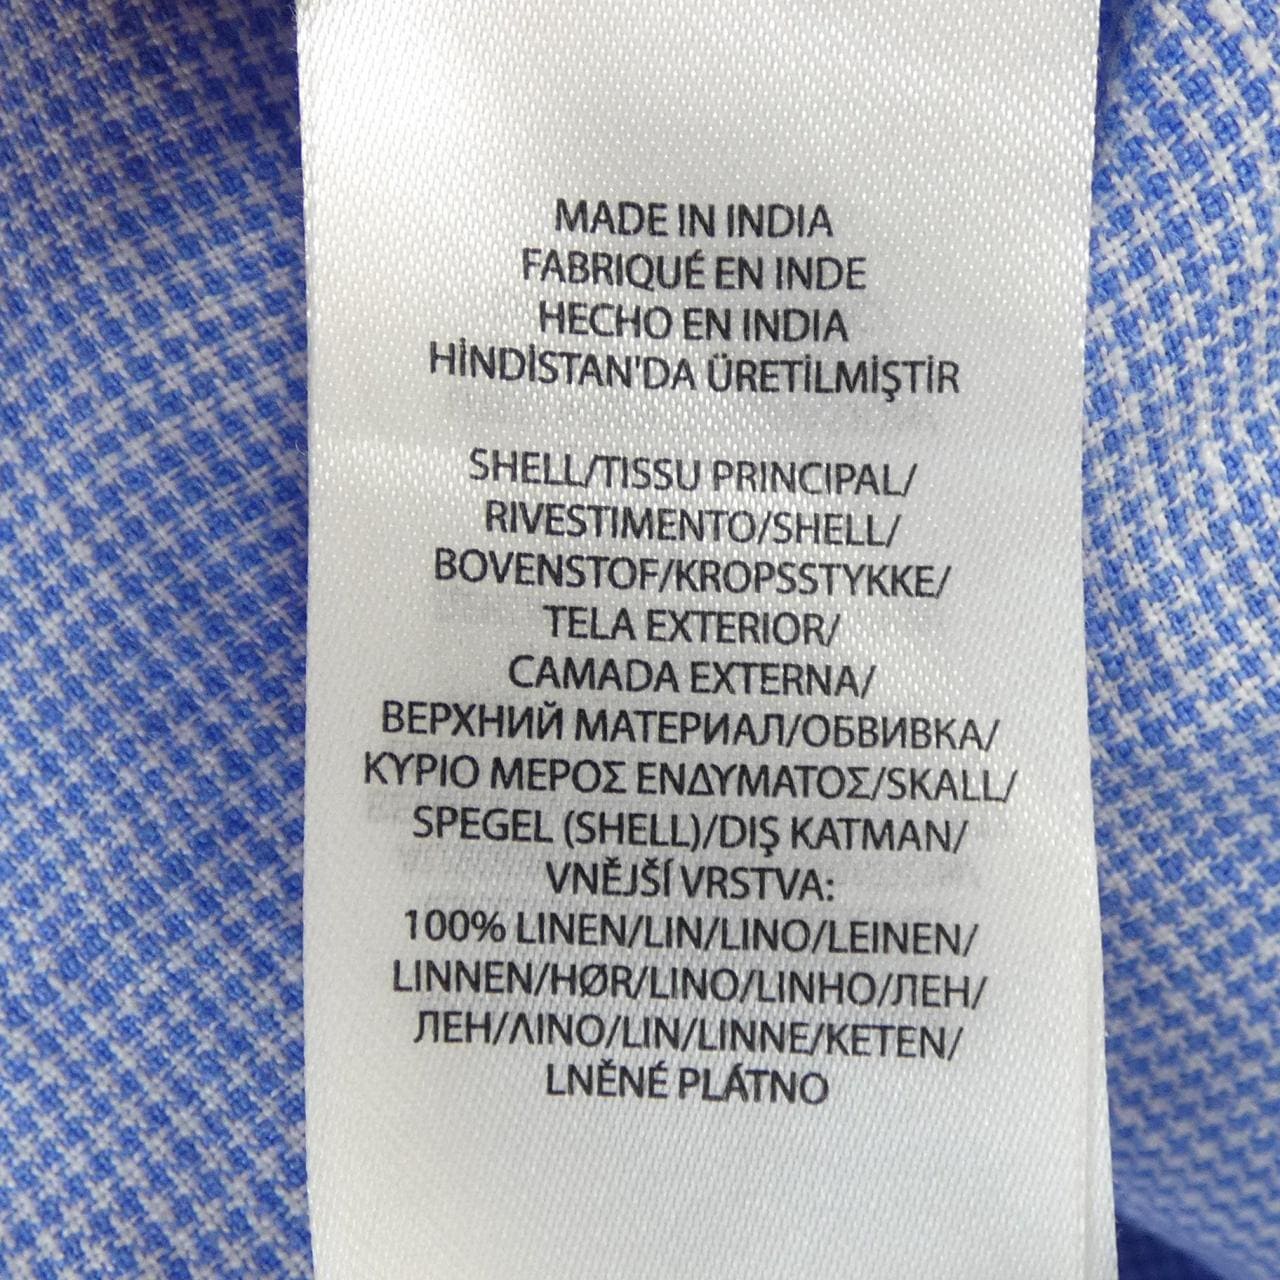 MADE IN INDIA
FABRIQUÉ EN INDE
HECHO EN INDIA
HİNDİSTAN'DA ÜRETİLMİŞTİR
SHELL/TISSU PRINCIPAL/
RIVESTIMENTO/SHELL/
BOVENSTOF/KROPSSTYKKE/
TELA EXTERIOR/
CAMADA EXTERNA/
ВЕРХНИЙ МАТЕРИАЛ/ОБВИВКА/
ΚΥΡΙΟ ΜΕΡΟΣ ΕΝΔΥΜΑΤΟΣ/SKALL/
SPEGEL (SHELL)/DIŞ KATMAN/
VNĚJŠÍ VRSTVA:
100% LINEN/LIN/LINO/LEINEN/
LINNEN/HØR/LINO/LINHO/ЛЕН/
ЛЕН/ΛΙΝΟ/LIN/LINNE/KETEN/
LNĚNÉ PLÁTNO